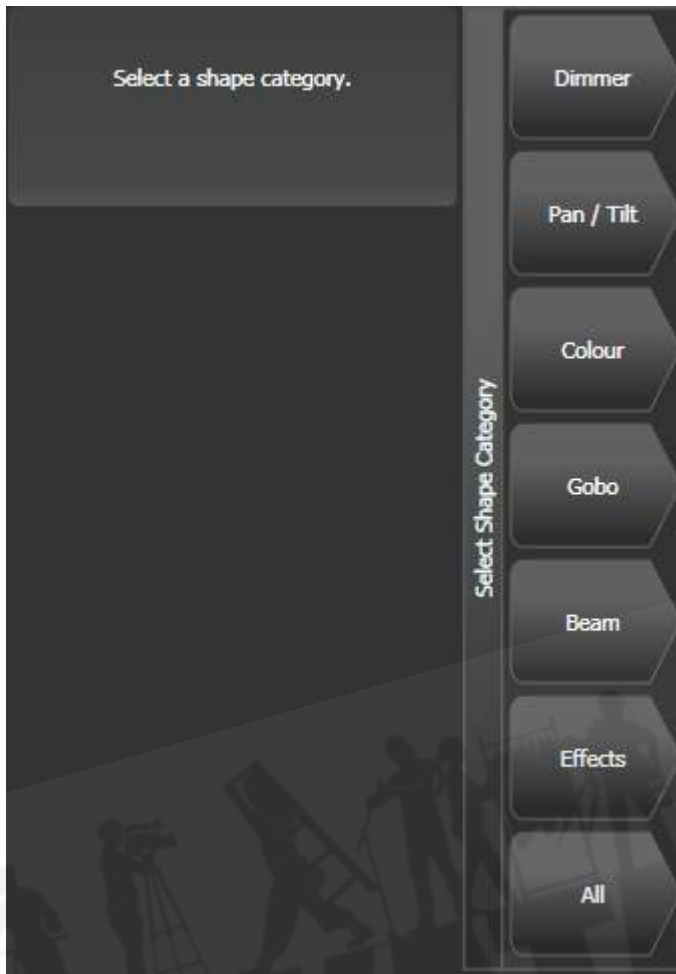 Select a shape category.
Select Shape Category
Dimmer
Pan / Tilt
Colour
Gobo
Beam
Effects
All